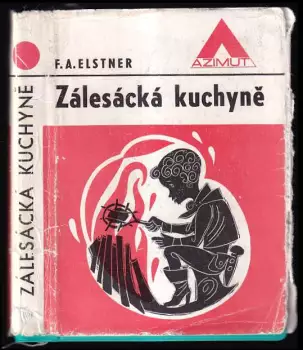 AZIMUT
F. A. ELSTNER
Zálesácká kuchyně
ZÁLESÁCKÁ KUCHYNĚ